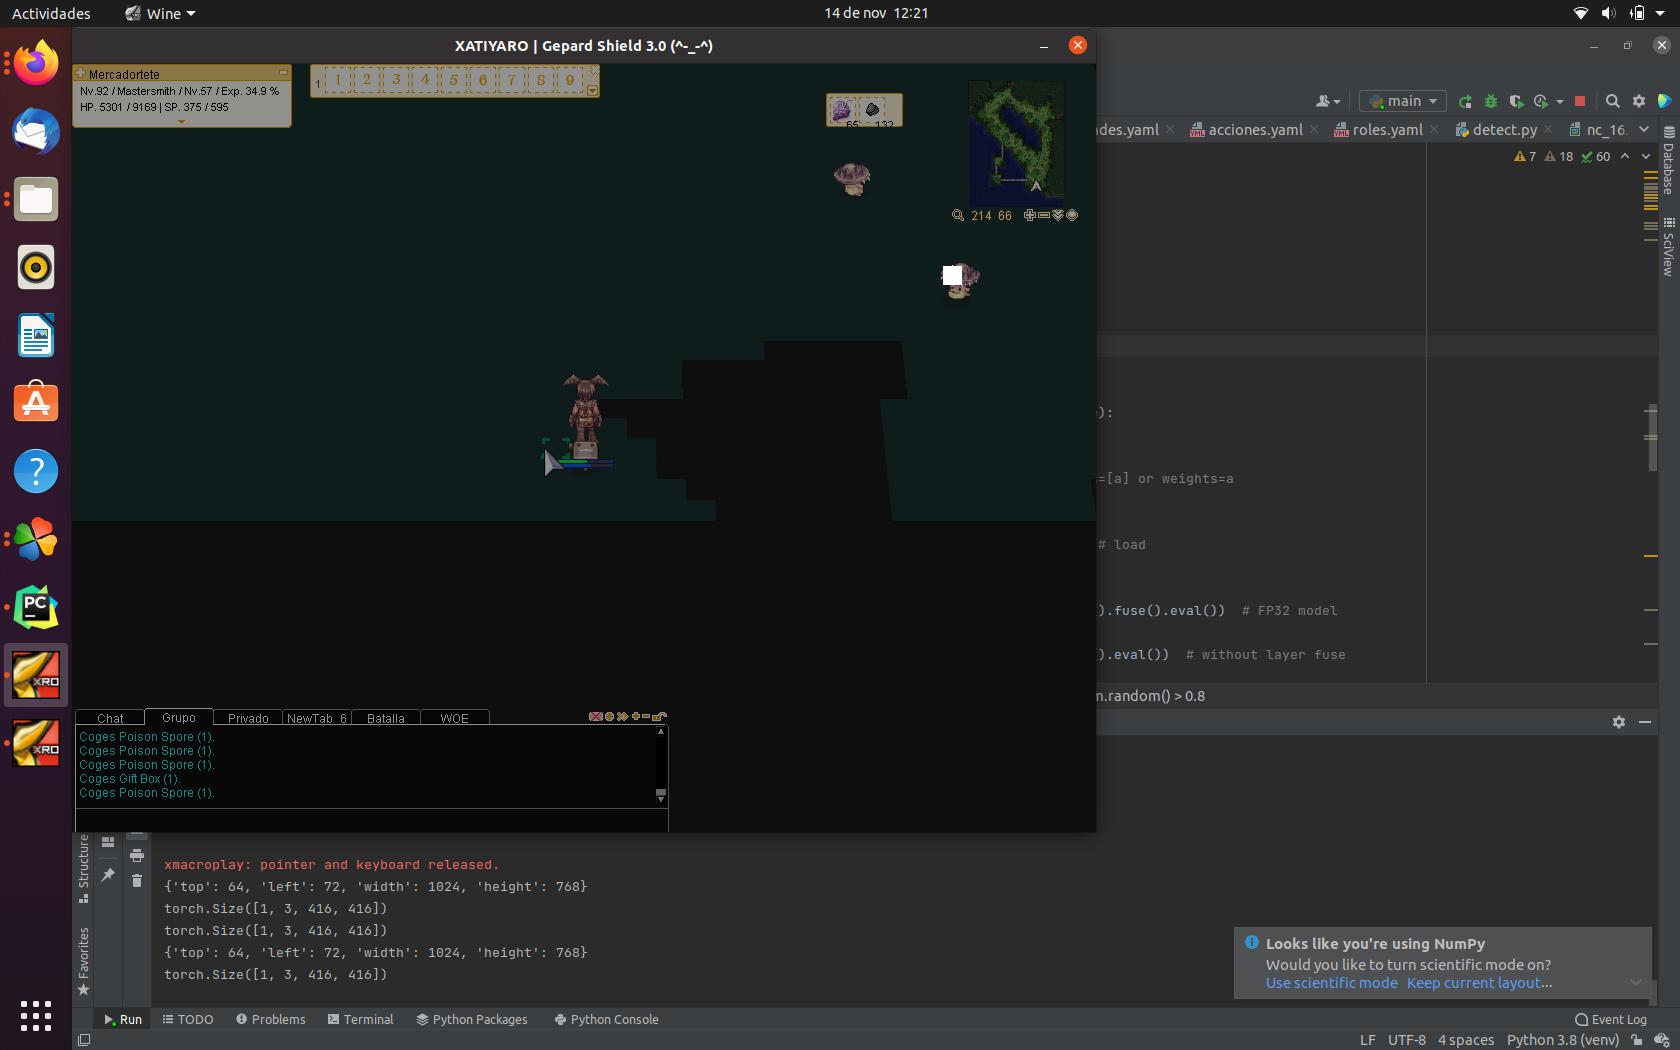 Actividades
Wine
14 de nov 12:21
XATIYARO | Gepard Shield 3.0 (^-_-^)
Mercadortete
Nv.92 / Mastersmith / Nv.57 / Exp. 34.9 %
HP. 5301 / 9169 | SP. 375 / 595
1 1 2 3 4 5 6 7 8 9
65 132
214 66
main
des.yaml
acciones.yaml
roles.yaml
detect.py
nc_16.
7 18 60
Database
SciView
):
=[a] or weights=a
# load
).fuse().eval()) # FP32 model
).eval()) # without layer fuse
m.random() > 0.8
XRO
XRO
PC
Chat Grupo Privado NewTab_6 Batalla WOE
Coges Poison Spore (1).
Coges Poison Spore (1).
Coges Poison Spore (1).
Coges Gift Box (1).
Coges Poison Spore (1).
Structure
Favorites
xmacroplay: pointer and keyboard released.
{'top': 64, 'left': 72, 'width': 1024, 'height': 768}
torch.Size([1, 3, 416, 416])
torch.Size([1, 3, 416, 416])
{'top': 64, 'left': 72, 'width': 1024, 'height': 768}
torch.Size([1, 3, 416, 416])
Looks like you're using NumPy
Would you like to turn scientific mode on?
Use scientific mode Keep current layout...
Run TODO Problems Terminal Python Packages Python Console
Event Log
LF UTF-8 4 spaces Python 3.8 (venv)